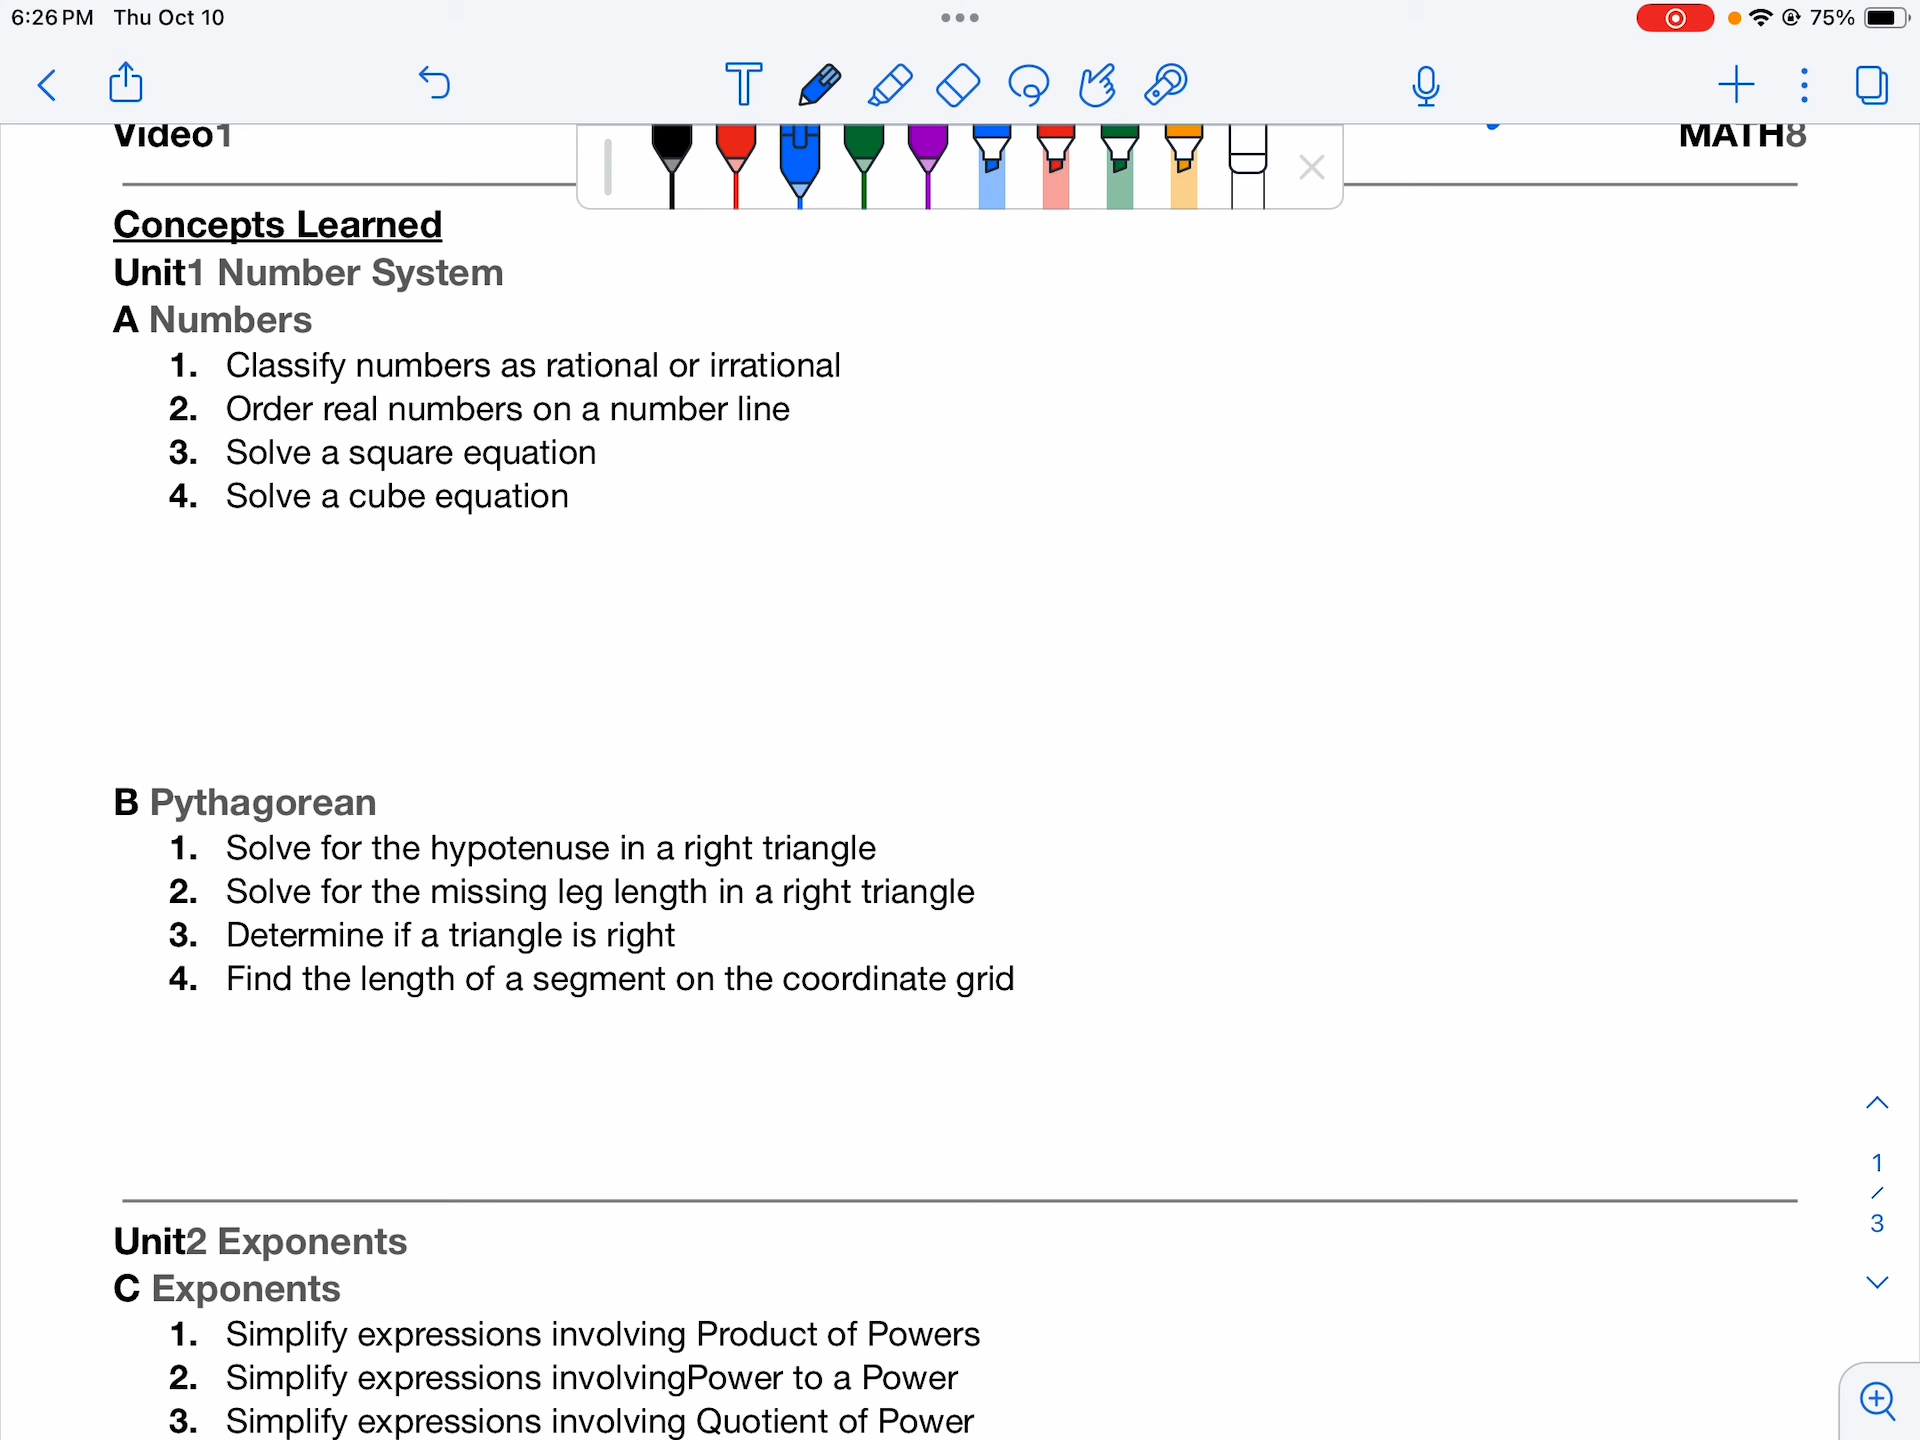 6:26 PM Thu Oct 10
75%
Video1
MATH8
Concepts Learned
Unit1 Number System
A Numbers
1. Classify numbers as rational or irrational
2. Order real numbers on a number line
3. Solve a square equation
4. Solve a cube equation
B Pythagorean
1. Solve for the hypotenuse in a right triangle
2. Solve for the missing leg length in a right triangle
3. Determine if a triangle is right
4. Find the length of a segment on the coordinate grid
1
/
3
Unit2 Exponents
C Exponents
1. Simplify expressions involving Product of Powers
2. Simplify expressions involvingPower to a Power
3. Simplify expressions involving Quotient of Power